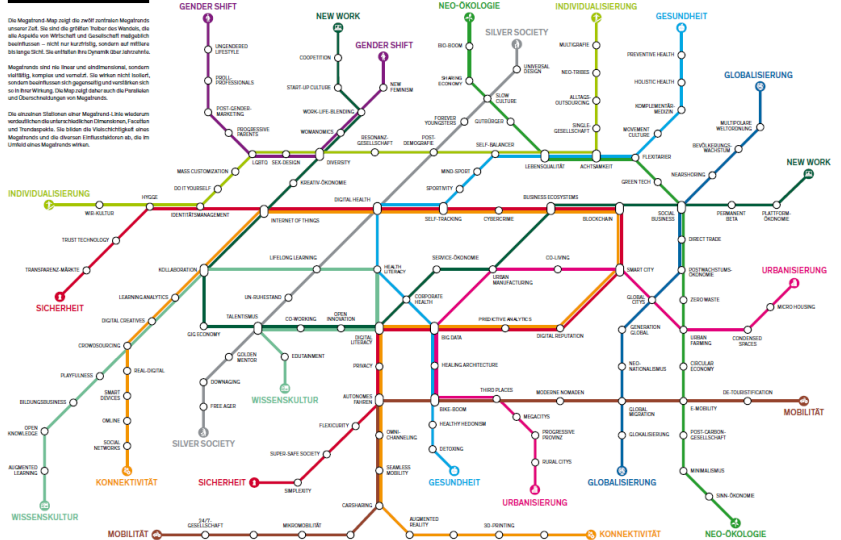 Die Megatrend-Map zeigt die zwölf zentralen Megatrends
unserer Zeit. Sie sind die größten Treiber des Wandels, die
alle Aspekte von Wirtschaft und Gesellschaft maßgeblich
beeinflussen – nicht nur kurzfristig, sondern auf mittlere
bis lange Sicht. Sie entfalten ihre Dynamik über Jahrzehnte.
Megatrends sind nie linear und eindimensional, sondern
vielfältig, komplex und vernetzt. Sie wirken nicht isoliert,
sondern beeinflussen sich gegenseitig und verstärken sich
so in ihrer Wirkung. Die Map zeigt daher auch die Parallelen
und Überschneidungen von Megatrends.
Die einzelnen Stationen einer Megatrend-Linie wiederum
verdeutlichen die unterschiedlichen Dimensionen, Facetten
und Trendaspekte. Sie bilden die Vielschichtigkeit eines
Megatrends und die diversen Einflussfaktoren ab, die im
Umfeld eines Megatrends wirken.
GENDER SHIFT
NEW WORK
GENDER SHIFT
NEO-ÖKOLOGIE
SILVER SOCIETY
INDIVIDUALISIERUNG
GESUNDHEIT
GLOBALISIERUNG
NEW WORK
UNGENDERED
LIFESTYLE
PROLL-
PROFESSIONALS
POST-GENDER-
MARKETING
PROGRESSIVE
PARENTS
COOPETITION
START-UP CULTURE
WORK-LIFE-BLENDING
WOMANOMICS
NEW
FEMINISM
BIO-BOOM
SHARING
ECONOMY
SLOW
CULTURE
UNIVERSAL
DESIGN
FOREVER
YOUNGSTERS
GUTBÜRGER
MULTIGRAFIE
NEO-TRIBES
ALLTAGS-
OUTSOURCING
SINGLE-
GESELLSCHAFT
PREVENTIVE HEALTH
HOLISTIC HEALTH
KOMPLEMENTÄR-
MEDIZIN
MOVEMENT
CULTURE
MULTIPOLARE
WELTORDNUNG
BEVÖLKERUNGS-
WACHSTUM
NEARSHORING
LGBTQ
SEX-DESIGN
DIVERSITY
RESONANZ-
GESELLSCHAFT
POST-
DEMOGRAFIE
SELF-BALANCER
LEBENSQUALITÄT
ACHTSAMKEIT
FLEXITARIER
MASS CUSTOMIZATION
DO IT YOURSELF
KREATIV-ÖKONOMIE
MIND-SPORT
SPORTIVITY
GREEN TECH
INDIVIDUALISIERUNG
WIR-KULTUR
HYGGE
IDENTITÄTSMANAGEMENT
INTERNET OF THINGS
DIGITAL HEALTH
SELF-TRACKING
CYBERCRIME
BUSINESS ECOSYSTEMS
BLOCKCHAIN
SOCIAL
BUSINESS
PERMANENT
BETA
PLATTFORM-
ÖKONOMIE
TRUST TECHNOLOGY
TRANSPARENZ-MÄRKTE
SICHERHEIT
DIRECT TRADE
KOLLABORATION
LIFELONG LEARNING
HEALTH
LITERACY
SERVICE-ÖKONOMIE
URBAN
MANUFACTURING
CO-LIVING
SMART CITY
POSTWACHSTUMS-
ÖKONOMIE
URBANISIERUNG
LEARNING ANALYTICS
UN-RUHESTAND
CORPORATE
HEALTH
GLOBAL
CITYS
ZERO WASTE
MICRO HOUSING
DIGITAL CREATIVES
GIG ECONOMY
TALENTISMUS
CO-WORKING
OPEN
INNOVATION
DIGITAL
LITERACY
BIG DATA
PREDICTIVE ANALYTICS
DIGITAL REPUTATION
GENERATION
GLOBAL
URBAN
FARMING
CONDENSED
SPACES
CROWDSOURCING
GOLDEN
MENTOR
EDUTAINMENT
PRIVACY
HEALING ARCHITECTURE
NEO-
NATIONALISMUS
CIRCULAR
ECONOMY
PLAYFULNESS
REAL-DIGITAL
DOWNAGING
WISSENSKULTUR
AUTONOMES
FAHREN
THIRD PLACES
MODERNE NOMADEN
DE-TOURISTIFICATION
BILDUNGSBUSINESS
SMART
DEVICES
FREE AGER
BIKE-BOOM
MEGACITYS
GLOBAL
MIGRATION
E-MOBILITY
MOBILITÄT
OPEN
KNOWLEDGE
OMLINE
SILVER SOCIETY
FLEXICURITY
OMNI-
CHANNELING
HEALTHY HEDONISM
PROGRESSIVE
PROVINZ
GLOKALISIERUNG
POST-CARBON-
GESELLSCHAFT
SOCIAL
NETWORKS
SUPER-SAFE SOCIETY
DETOXING
RURAL CITYS
AUGMENTED
LEARNING
KONNEKTIVITÄT
SICHERHEIT
SIMPLEXITY
SEAMLESS
MOBILITY
GESUNDHEIT
URBANISIERUNG
GLOBALISIERUNG
MINIMALISMUS
SINN-ÖKONOMIE
WISSENSKULTUR
CARSHARING
MOBILITÄT
24/7-
GESELLSCHAFT
MIKROMOBILITÄT
AUGMENTED
REALITY
3D-PRINTING
KONNEKTIVITÄT
NEO-ÖKOLOGIE